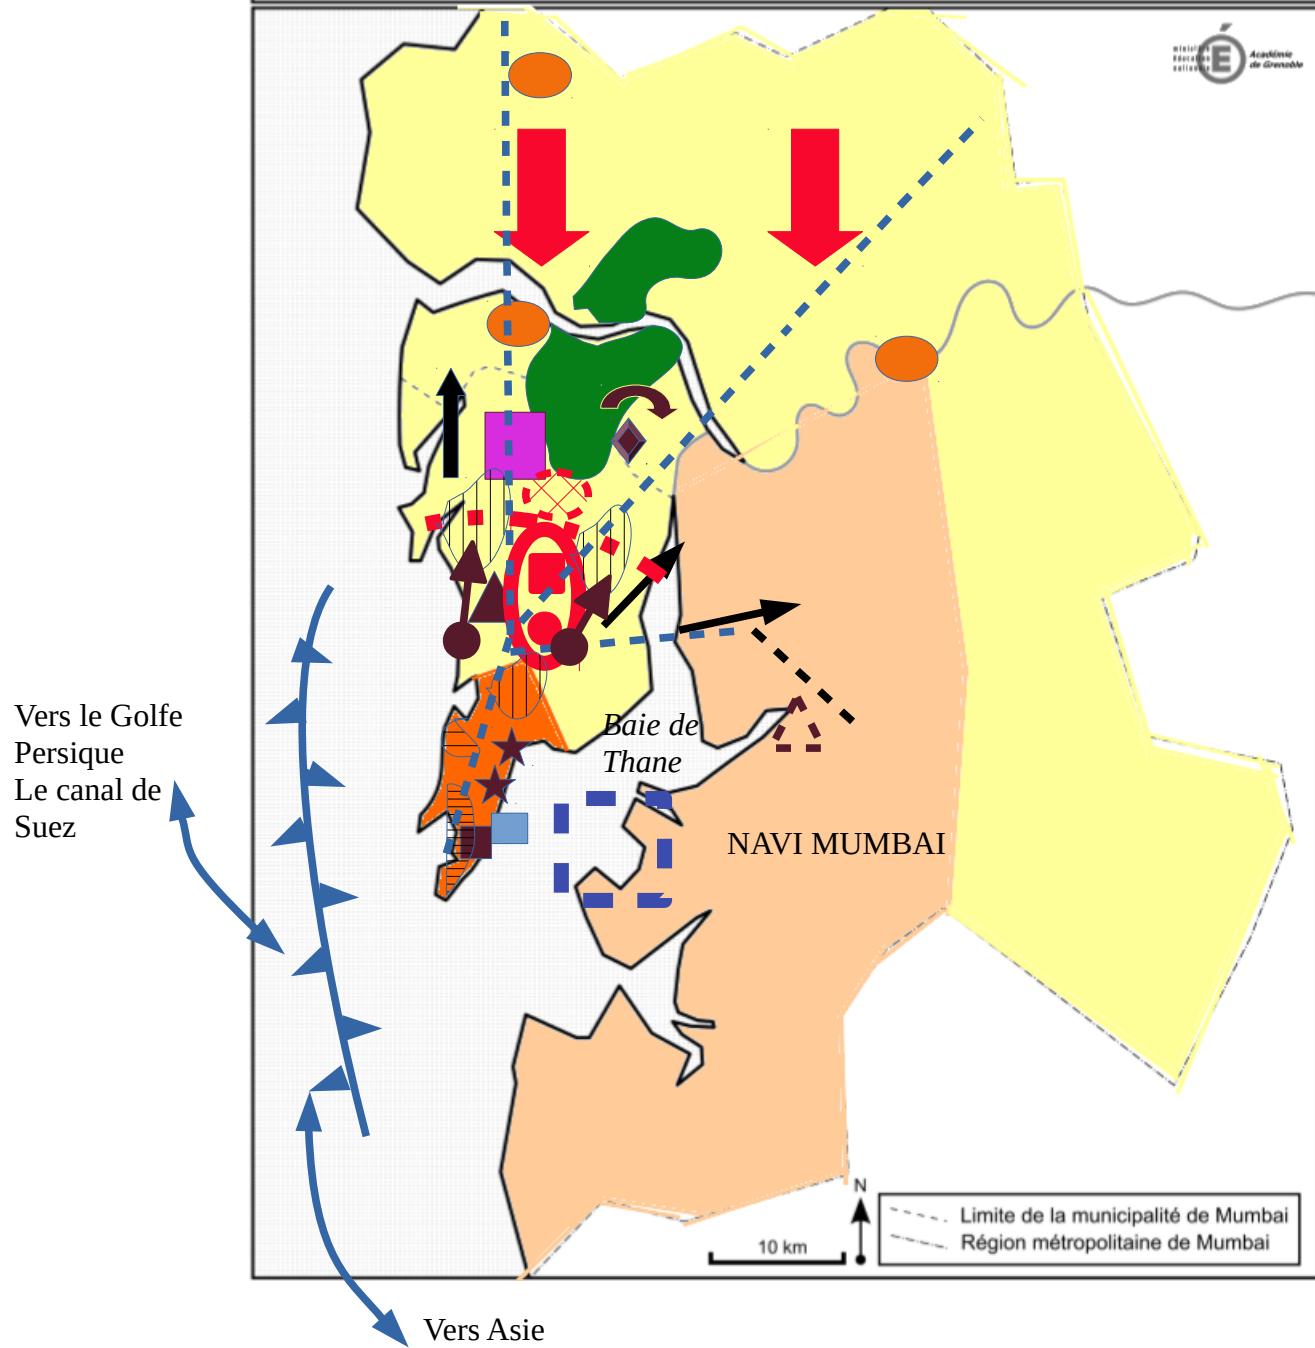 Académie
de Grenoble
Vers le Golfe
Persique
Le canal de
Suez
Baie de
Thane
NAVI MUMBAI
N
10 km
Limite de la municipalité de Mumbai
Région métropolitaine de Mumbai
Vers Asie